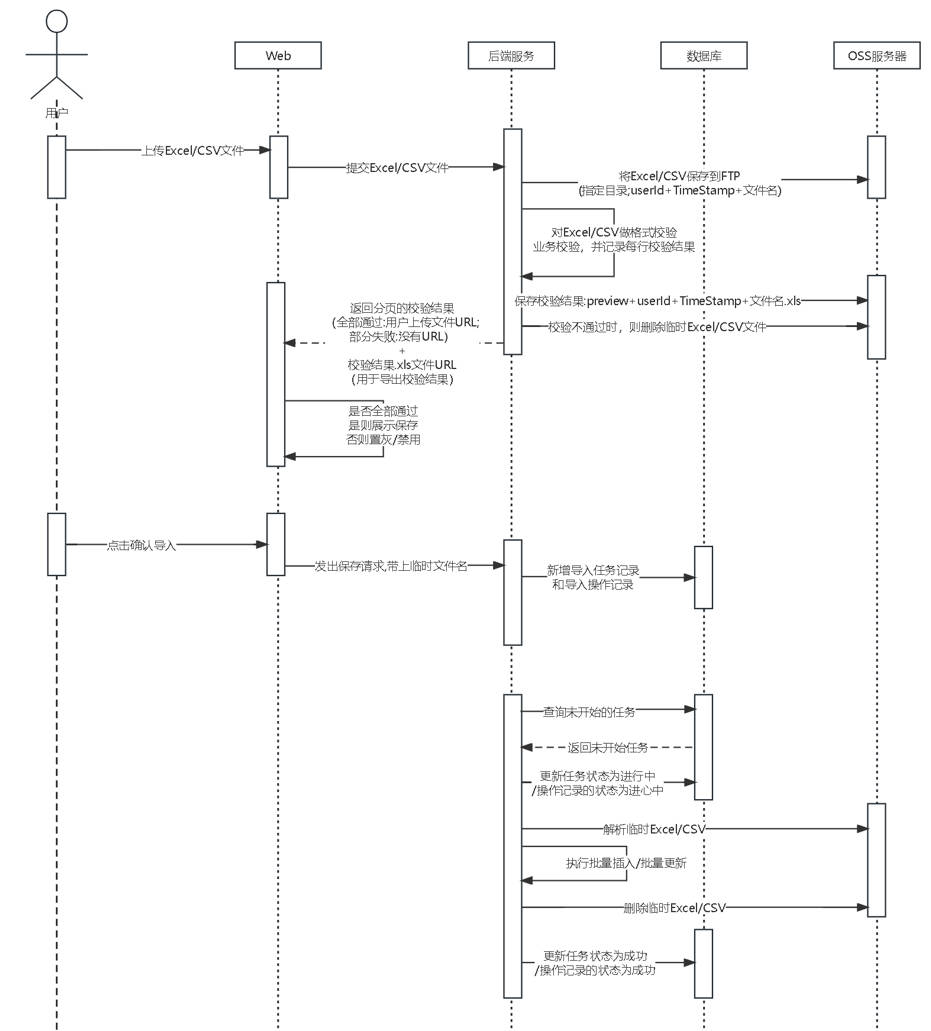 用户
Web
后端服务
数据库
OSS服务器
上传Excel/CSV文件
提交Excel/CSV文件
将Excel/CSV保存到FTP
(指定目录;userId+TimeStamp+文件名)
对Excel/CSV做格式校验
业务校验，并记录每行校验结果
保存校验结果:preview+userId+TimeStamp+文件名.xls
校验不通过时，则删除临时Excel/CSV文件
返回分页的校验结果
(全部通过:用户上传文件URL;
部分失败:没有URL)
+
校验结果.xls文件URL
(用于导出校验结果)
是否全部通过
是则展示保存
否则置灰/禁用
点击确认导入
发出保存请求,带上临时文件名
新增导入任务记录
和导入操作记录
查询未开始的任务
返回未开始任务
更新任务状态为进行中
/操作记录的状态为进心中
解析临时Excel/CSV
执行批量插入/批量更新
删除临时Excel/CSV
更新任务状态为成功
/操作记录的状态为成功